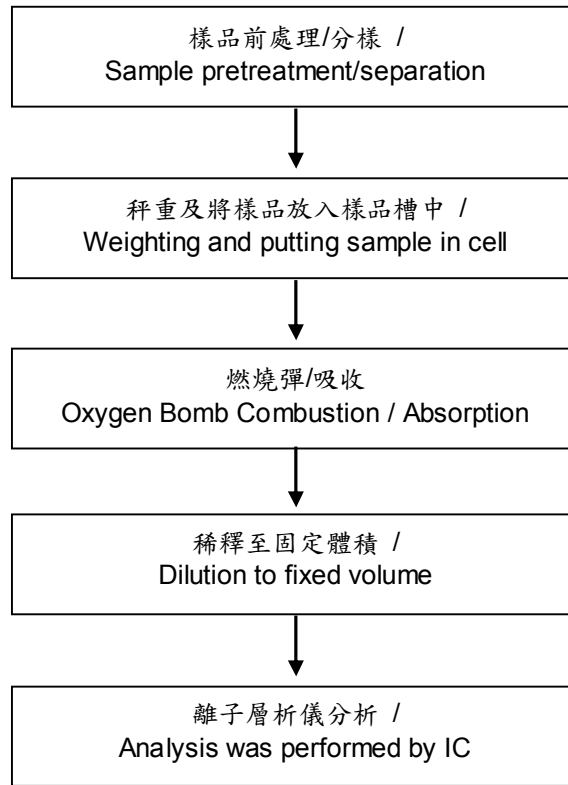 樣品前處理/分樣 /
Sample pretreatment/separation
秤重及將樣品放入樣品槽中 /
Weighting and putting sample in cell
燃燒彈/吸收
Oxygen Bomb Combustion / Absorption
稀釋至固定體積 /
Dilution to fixed volume
離子層析儀分析 /
Analysis was performed by IC